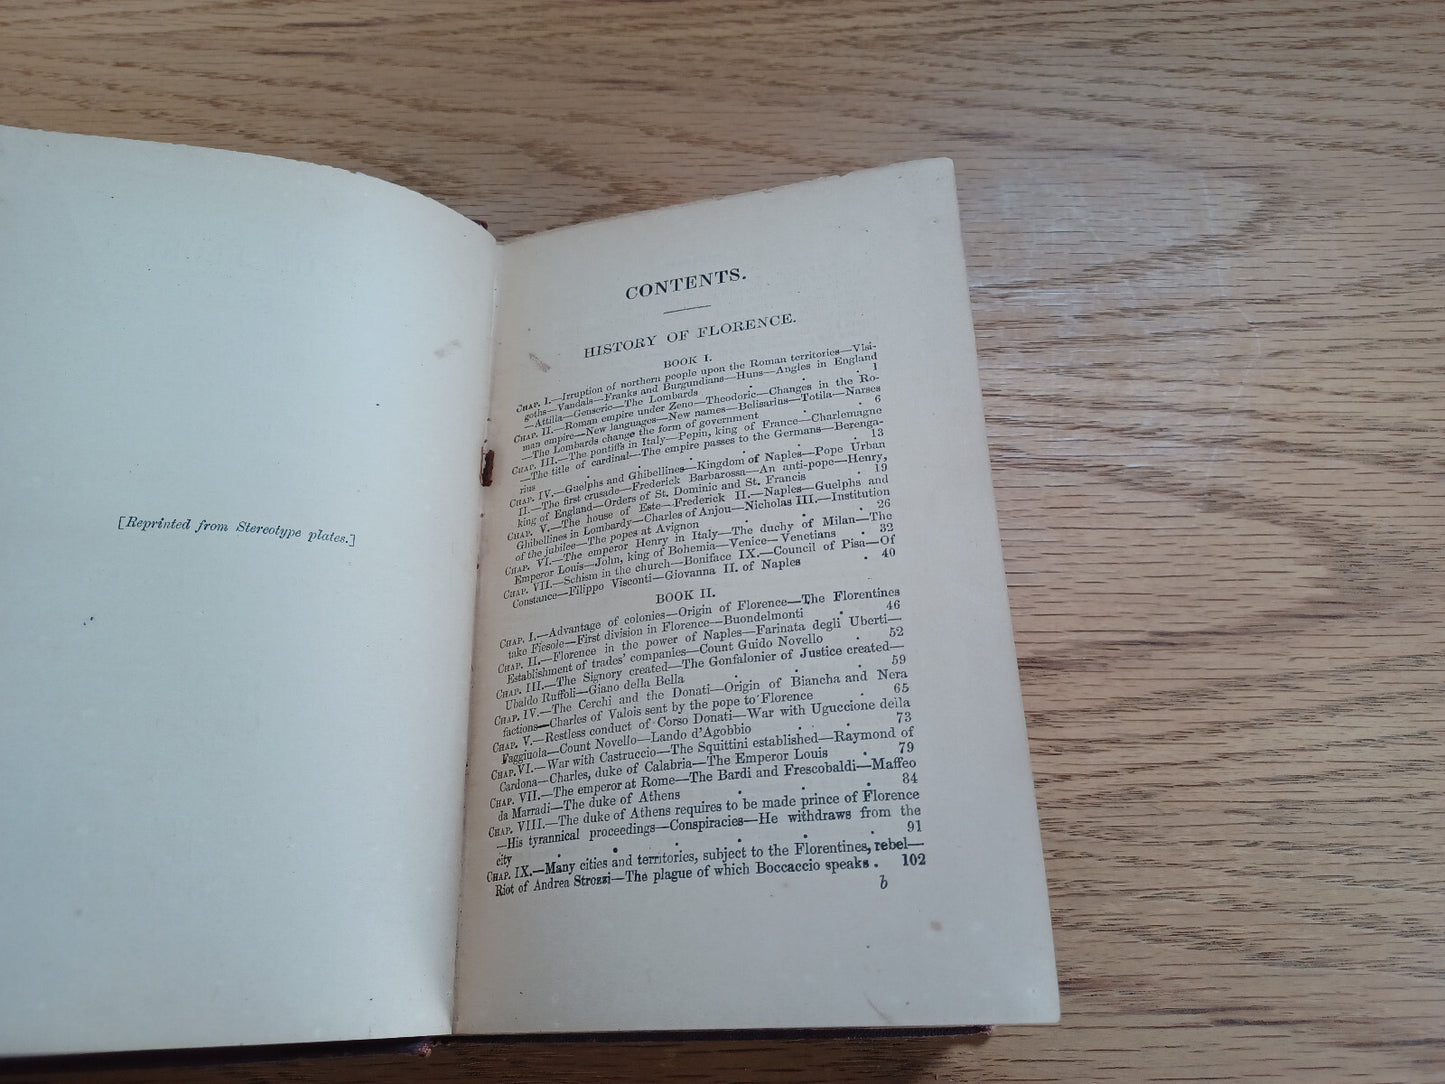 [Reprinted from Stereotype plates.]
CONTENTS.
HISTORY OF FLORENCE.
BOOK I.
CHAP. I.—Irruption of northern people upon the Roman territories—Visi-
goths—Vandals—Franks and Burgundians—Huns—Angles in England
—Attilla—Genseric—The Lombards . . . . 1
CHAP. II.—Roman empire under Zeno—Theodoric—Changes in the Ro-
man empire—New languages—New names—Belisarius—Totila—Narses
—The Lombards change the form of government . . 6
CHAP. III.—The pontiffs in Italy—Pepin, king of France—Charlemagne
—The title of cardinal—The empire passes to the Germans—Berenga-
rius . . . . . . 13
CHAP. IV.—Guelphs and Ghibellines—Kingdom of Naples—Pope Urban
II.—The first crusade—Frederick Barbarossa—An anti-pope—Henry,
king of England—Orders of St. Dominic and St. Francis . 19
CHAP. V.—The house of Este—Frederick II.—Naples—Guelphs and
Ghibellines in Lombardy—Charles of Anjou—Nicholas III.—Institution
of the jubilee—The popes at Avignon . . . 26
CHAP. VI.—The emperor Henry in Italy—The duchy of Milan—The
Emperor Louis—John, king of Bohemia—Venice—Venetians . 32
CHAP. VII.—Schism in the church—Boniface IX.—Council of Pisa—Of
Constance—Filippo Visconti—Giovanna II. of Naples . 40
BOOK II.
CHAP. I.—Advantage of colonies—Origin of Florence—The Florentines
take Fiesole—First division in Florence—Buondelmonti . 46
CHAP. II.—Florence in the power of Naples—Farinata degli Uberti—
Establishment of trades' companies—Count Guido Novello . 52
CHAP. III.—The Signory created—The Gonfalonier of Justice created—
Ubaldo Ruffoli—Giano della Bella . . . 59
CHAP. IV.—The Cerchi and the Donati—Origin of Biancha and Nera
factions—Charles of Valois sent by the pope to Florence . 65
CHAP. V.—Restless conduct of Corso Donati—War with Uguccione della
Faggiuola—Count Novello—Lando d'Agobbio . . 73
CHAP. VI.—War with Castruccio—The Squittini established—Raymond of
Cardona—Charles, duke of Calabria—The Emperor Louis . 79
CHAP. VII.—The emperor at Rome—The Bardi and Frescobaldi—Maffeo
da Marradi—The duke of Athens . . . 84
CHAP. VIII.—The duke of Athens requires to be made prince of Florence
—His tyrannical proceedings—Conspiracies—He withdraws from the
city . . . . 91
CHAP. IX.—Many cities and territories, subject to the Florentines, rebel—
Riot of Andrea Strozzi—The plague of which Boccaccio speaks . 102
b